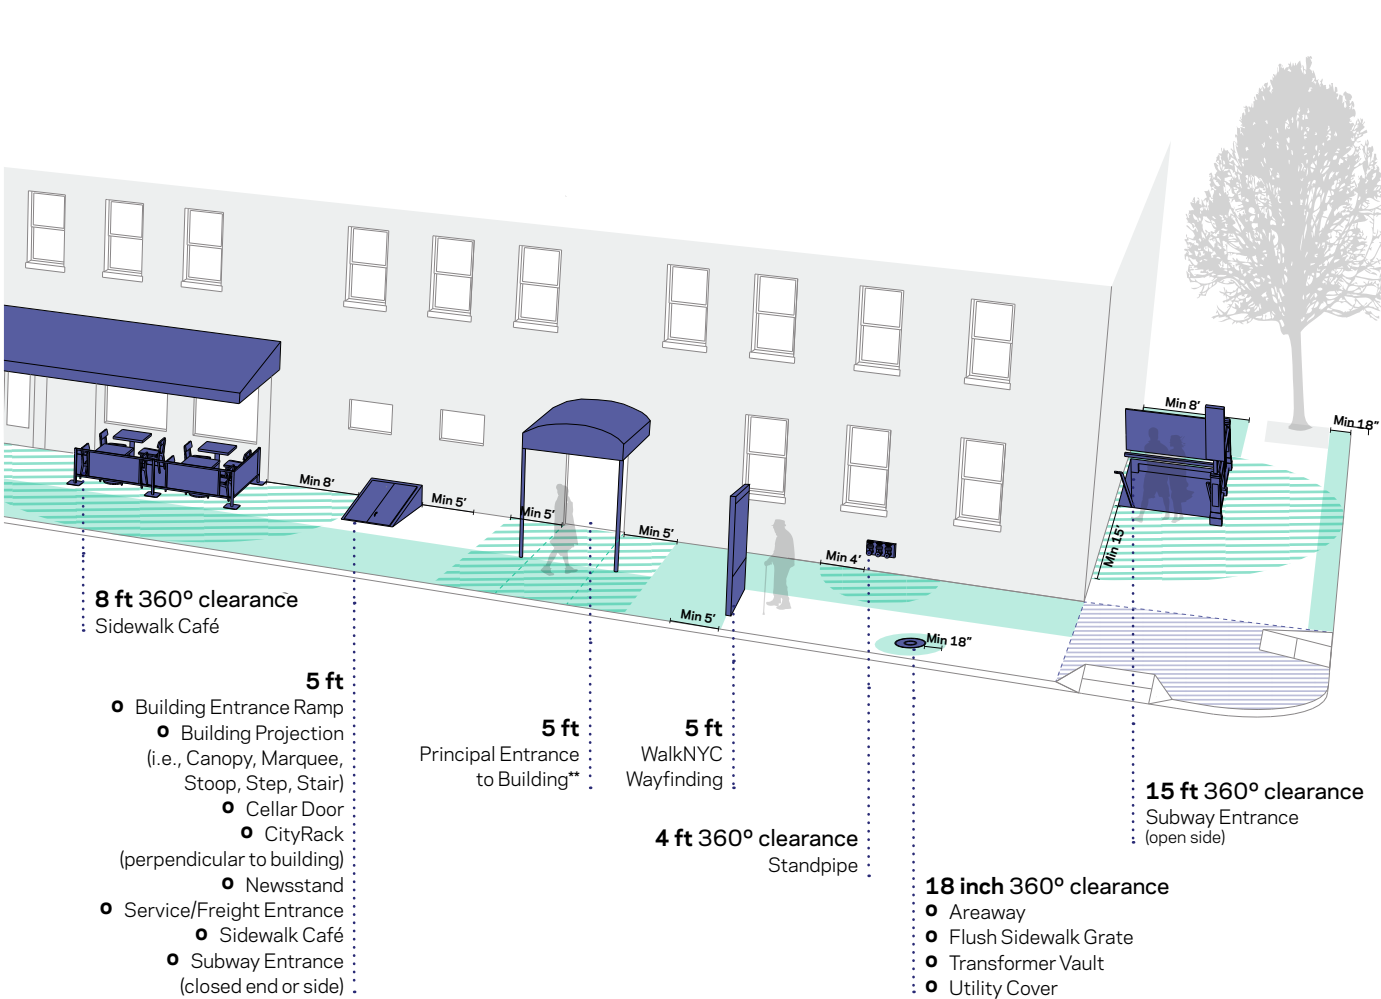 Min 8'
Min 18"
Min 8'
Min 5'
Min 5'
Min 5'
Min 15'
Min 4'
Min 5'
Min 18"
8 ft 360º clearance
Sidewalk Café
5 ft
o Building Entrance Ramp
o Building Projection
(i.e., Canopy, Marquee,
Stoop, Step, Stair)
o Cellar Door
o CityRack
(perpendicular to building)
o Newsstand
o Service/Freight Entrance
o Sidewalk Café
o Subway Entrance
(closed end or side)
5 ft
Principal Entrance
to Building**
5 ft
WalkNYC
Wayfinding
4 ft 360º clearance
Standpipe
18 inch 360º clearance
o Areaway
o Flush Sidewalk Grate
o Transformer Vault
o Utility Cover
15 ft 360º clearance
Subway Entrance
(open side)